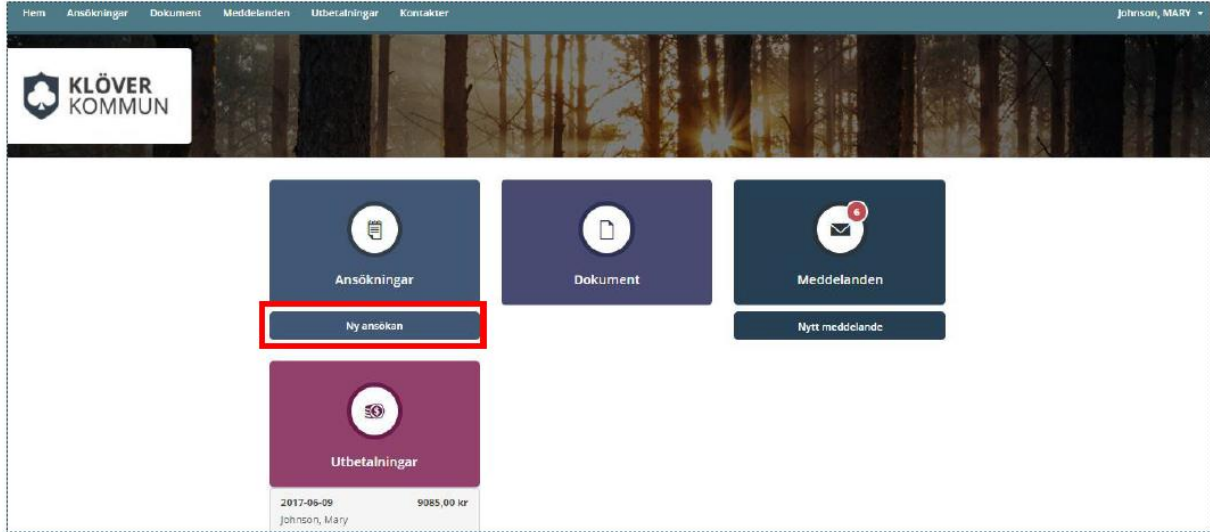 Hem Ansökningar Dokument Meddelanden Utbetalningar Kontakter Johnson, MARY
KLÖVER
KOMMUN
6
Ansökningar Dokument Meddelanden
Ny ansökan Nytt meddelande
Utbetalningar
2017-06-09 9085,00 kr
Johnson, Mary